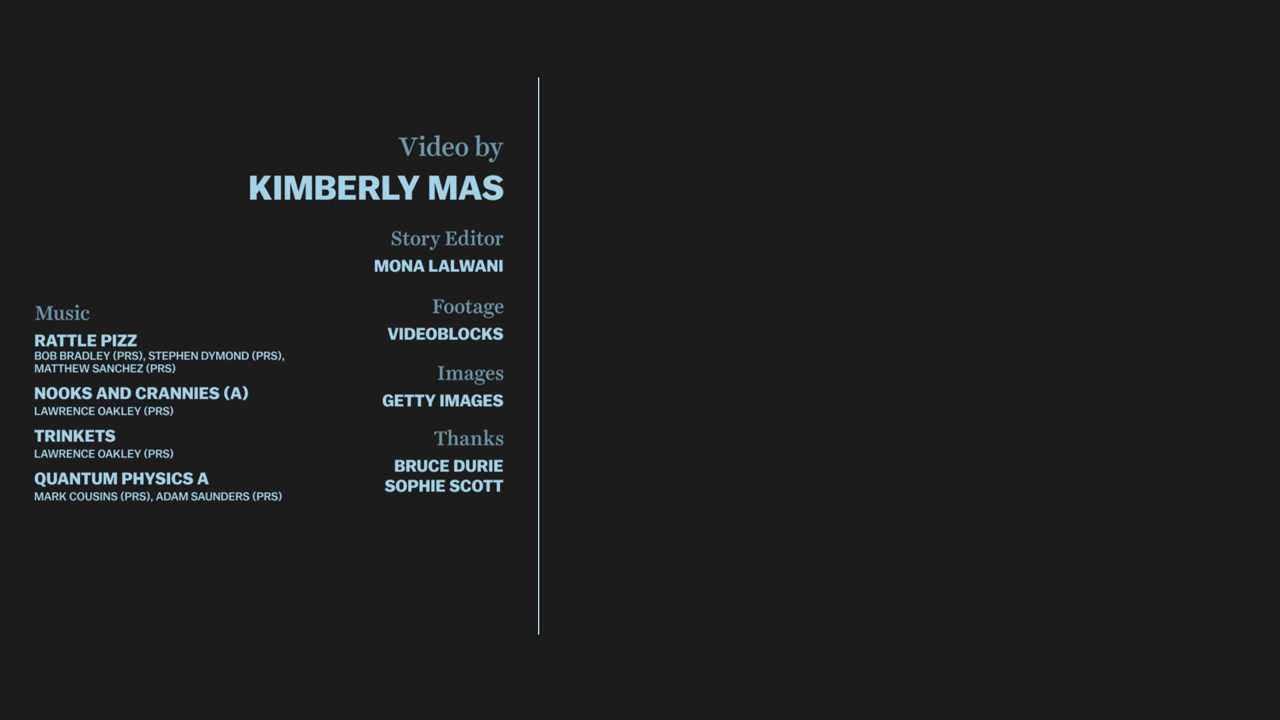 Video by
KIMBERLY MAS
Story Editor
MONA LALWANI
Footage
VIDEOBLOCKS
Images
GETTY IMAGES
Thanks
BRUCE DURIE
SOPHIE SCOTT
Music
RATTLE PIZZ
BOB BRADLEY (PRS), STEPHEN DYMOND (PRS),
MATTHEW SANCHEZ (PRS)
NOOKS AND CRANNIES (A)
LAWRENCE OAKLEY (PRS)
TRINKETS
LAWRENCE OAKLEY (PRS)
QUANTUM PHYSICS A
MARK COUSINS (PRS), ADAM SAUNDERS (PRS)